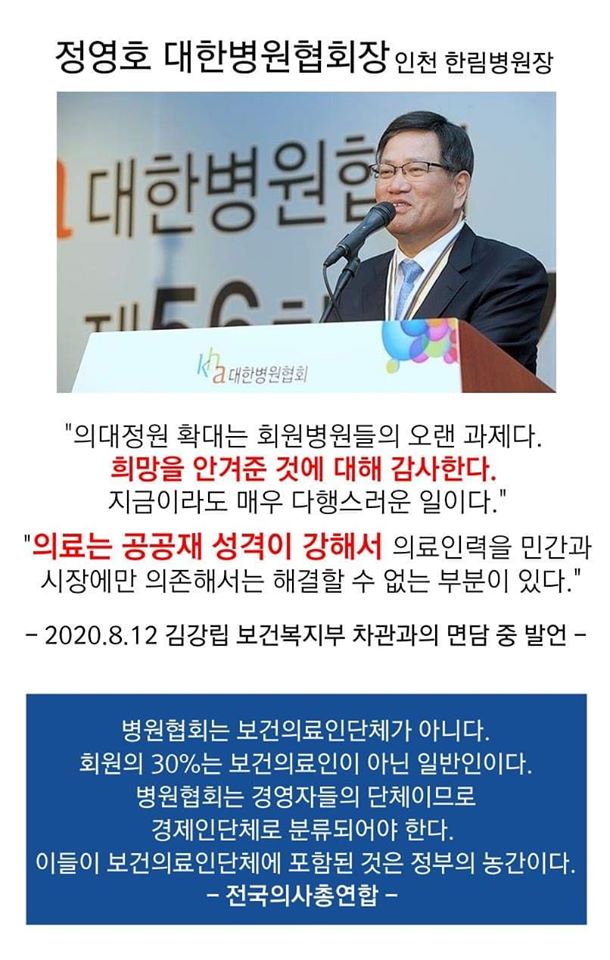 정영호 대한병원협회장 인천 한림병원장
a 대한병원협
제56회
kha 대한병원협회
"의대정원 확대는 회원병원들의 오랜 과제다.
희망을 안겨준 것에 대해 감사한다.
지금이라도 매우 다행스러운 일이다."
"의료는 공공재 성격이 강해서 의료인력을 민간과
시장에만 의존해서는 해결할 수 없는 부분이 있다."
– 2020.8.12 김강립 보건복지부 차관과의 면담 중 발언 –
병원협회는 보건의료인단체가 아니다.
회원의 30%는 보건의료인이 아닌 일반인이다.
병원협회는 경영자들의 단체이므로
경제인단체로 분류되어야 한다.
이들이 보건의료인단체에 포함된 것은 정부의 농간이다.
– 전국의사총연합 –